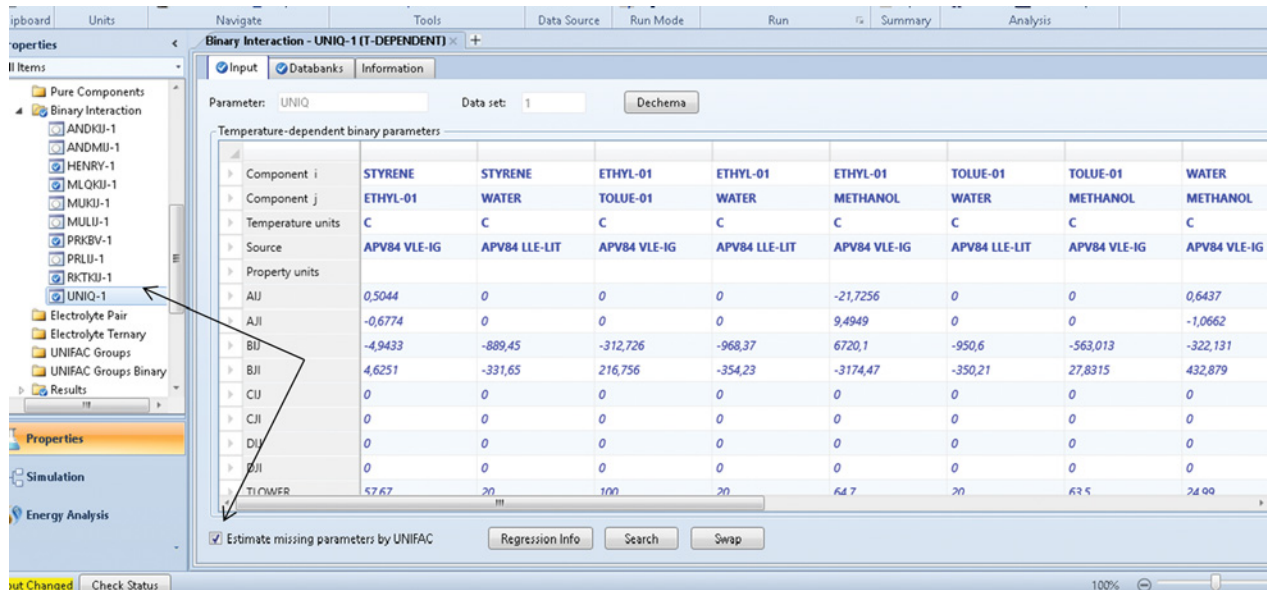 ipboard Units Navigate Tools Data Source Run Mode Run Summary Analysis
roperties
Binary Interaction - UNIQ-1 (T-DEPENDENT)
ll Items
Input Databanks Information
Pure Components
Binary Interaction
ANDKIJ-1
ANDMIJ-1
HENRY-1
MLQKIJ-1
MUKIJ-1
MULIJ-1
PRKBV-1
PRLIJ-1
RKTKIJ-1
UNIQ-1
Electrolyte Pair
Electrolyte Ternary
UNIFAC Groups
UNIFAC Groups Binary
Results
Properties
Simulation
Energy Analysis
Parameter: UNIQ Data set: 1 Dechema
Temperature-dependent binary parameters
Component i STYRENE STYRENE ETHYL-01 ETHYL-01 ETHYL-01 TOLUE-01 TOLUE-01 WATER
Component j ETHYL-01 WATER TOLUE-01 WATER METHANOL WATER METHANOL METHANOL
Temperature units C C C C C C C C
Source APV84 VLE-IG APV84 LLE-LIT APV84 VLE-IG APV84 LLE-LIT APV84 VLE-IG APV84 LLE-LIT APV84 VLE-IG APV84 VLE-IG
Property units
AIJ 0,5044 0 0 0 -21,7256 0 0 0,6437
AJI -0,6774 0 0 0 9,4949 0 0 -1,0662
BIJ -4,9433 -889,45 -312,726 -968,37 6720,1 -950,6 -563,013 -322,131
BJI 4,6251 -331,65 216,756 -354,23 -3174,47 -350,21 27,8315 432,879
CIJ 0 0 0 0 0 0 0 0
CJI 0 0 0 0 0 0 0 0
DIJ 0 0 0 0 0 0 0 0
DJI 0 0 0 0 0 0 0 0
TLOWER 57,67 20 100 20 64,7 20 63,5 24,99
Estimate missing parameters by UNIFAC Regression Info Search Swap
put Changed Check Status 100%